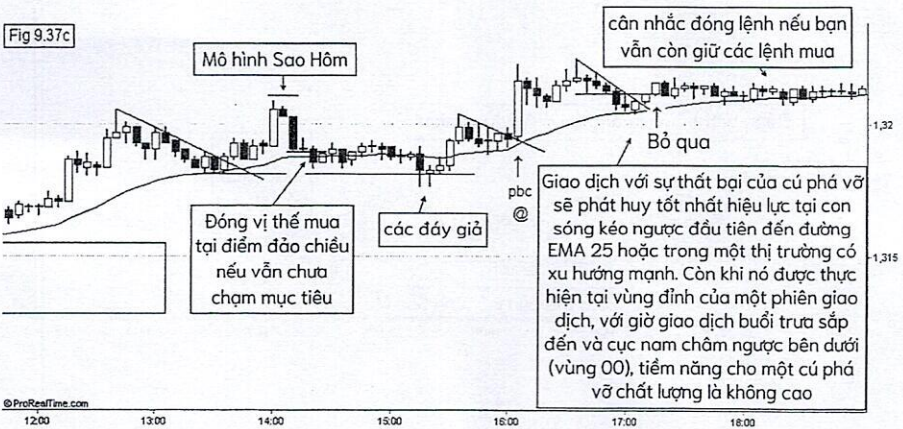 Fig 9.37c
Mô hình Sao Hôm
cân nhắc đóng lệnh nếu bạn
vẫn còn giữ các lệnh mua
1,32
Bỏ qua
pbc
@
Đóng vị thế mua
tại điểm đảo chiều
nếu vẫn chưa
chạm mục tiêu
các đáy giả
Giao dịch với sự thất bại của cú phá vỡ
sẽ phát huy tốt nhất hiệu lực tại con
sóng kéo ngược đầu tiên đến đường
EMA 25 hoặc trong một thị trường có
xu hướng mạnh. Còn khi nó được thực
hiện tại vùng đỉnh của một phiên giao
dịch, với giờ giao dịch buổi trưa sắp
đến và cục nam châm ngược bên dưới
(vùng 00), tiềm năng cho một cú phá
vỡ chất lượng là không cao
1,315
© ProRealTime.com
12:00 13:00 14:00 15:00 16:00 17:00 18:00